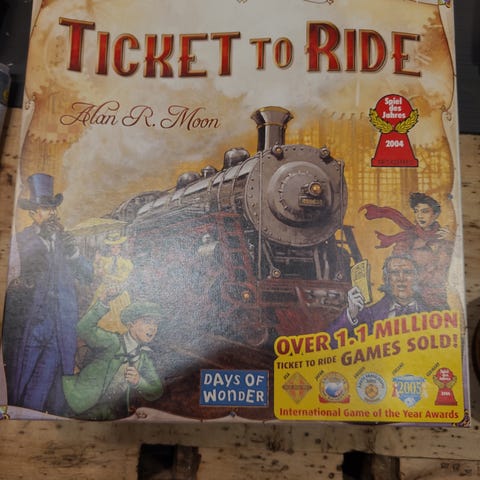 TICKET TO RIDE
Alan R. Moon
Spiel
des
Jahres
2004
DAYS OF
WONDER
OVER 1.1 MILLION
TICKET TO RIDE GAMES SOLD!
2005
International Game of the Year Awards